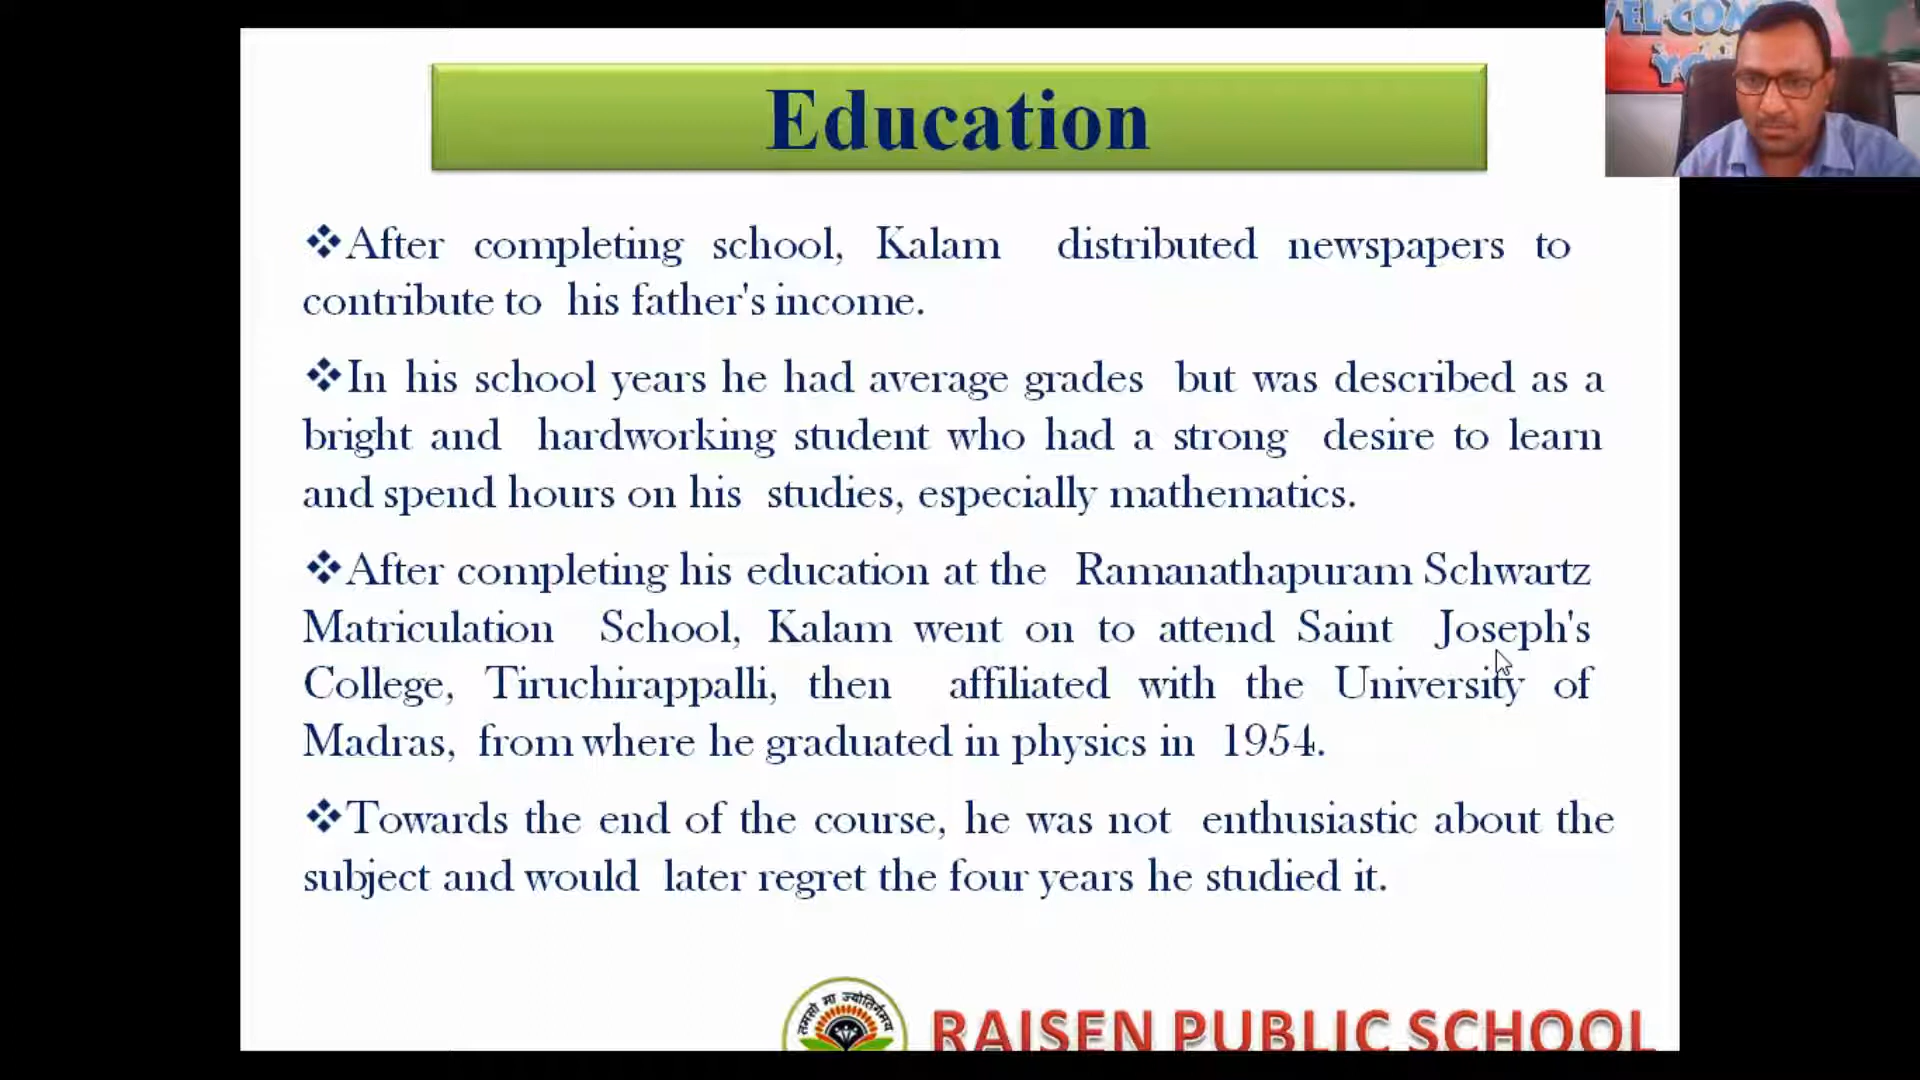 Education
❖After completing school, Kalam distributed newspapers to
contribute to his father's income.
❖In his school years he had average grades but was described as a
bright and hardworking student who had a strong desire to learn
and spend hours on his studies, especially mathematics.
❖After completing his education at the Ramanathapuram Schwartz
Matriculation School, Kalam went on to attend Saint Joseph's
College, Tiruchirappalli, then affiliated with the University of
Madras, from where he graduated in physics in 1954.
❖Towards the end of the course, he was not enthusiastic about the
subject and would later regret the four years he studied it.
तमसो मा ज्योतिर्गमय
RAISEN PUBLIC SCHOOL